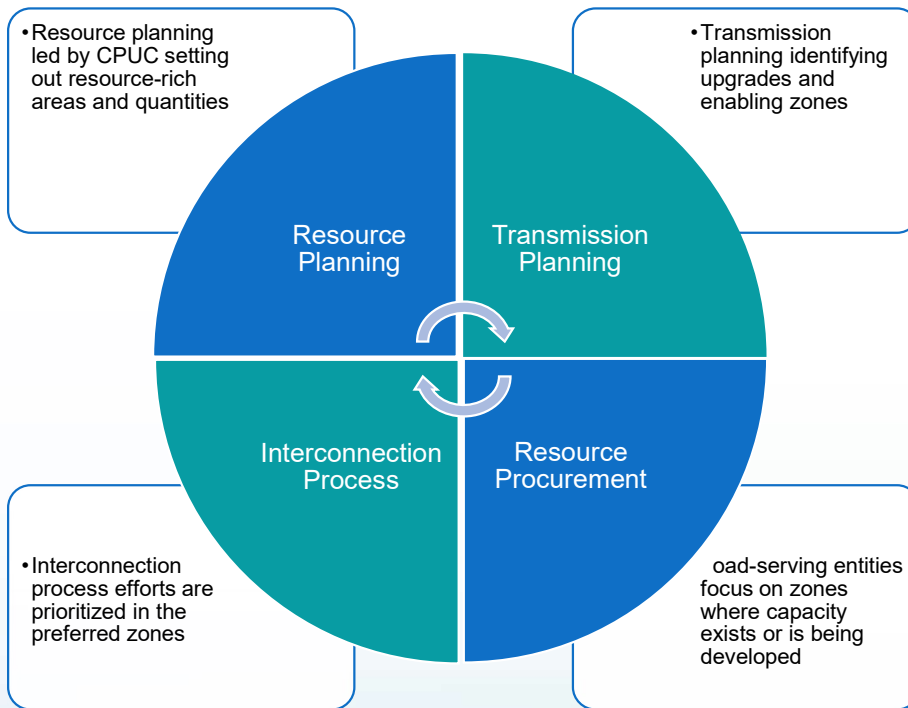 •Resource planning
led by CPUC setting
out resource-rich
areas and quantities
•Transmission
planning identifying
upgrades and
enabling zones
Resource
Planning
Transmission
Planning
Interconnection
Process
Resource
Procurement
•Interconnection
process efforts are
prioritized in the
preferred zones
oad-serving entities
focus on zones
where capacity
exists or is being
developed